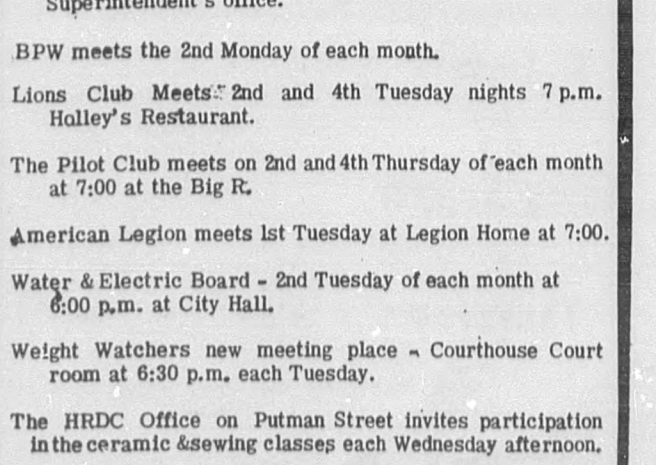 Superintendent's office.
BPW meets the 2nd Monday of each month.
Lions Club Meets 2nd and 4th Tuesday nights 7 p.m.
Holley's Restaurant.
The Pilot Club meets on 2nd and 4th Thursday of each month
at 7:00 at the Big R.
American Legion meets 1st Tuesday at Legion Home at 7:00.
Water & Electric Board - 2nd Tuesday of each month at
6:00 p.m. at City Hall.
Weight Watchers new meeting place - Courthouse Court
room at 6:30 p.m. each Tuesday.
The HRDC Office on Putman Street invites participation
in the ceramic &sewing classes each Wednesday afternoon.